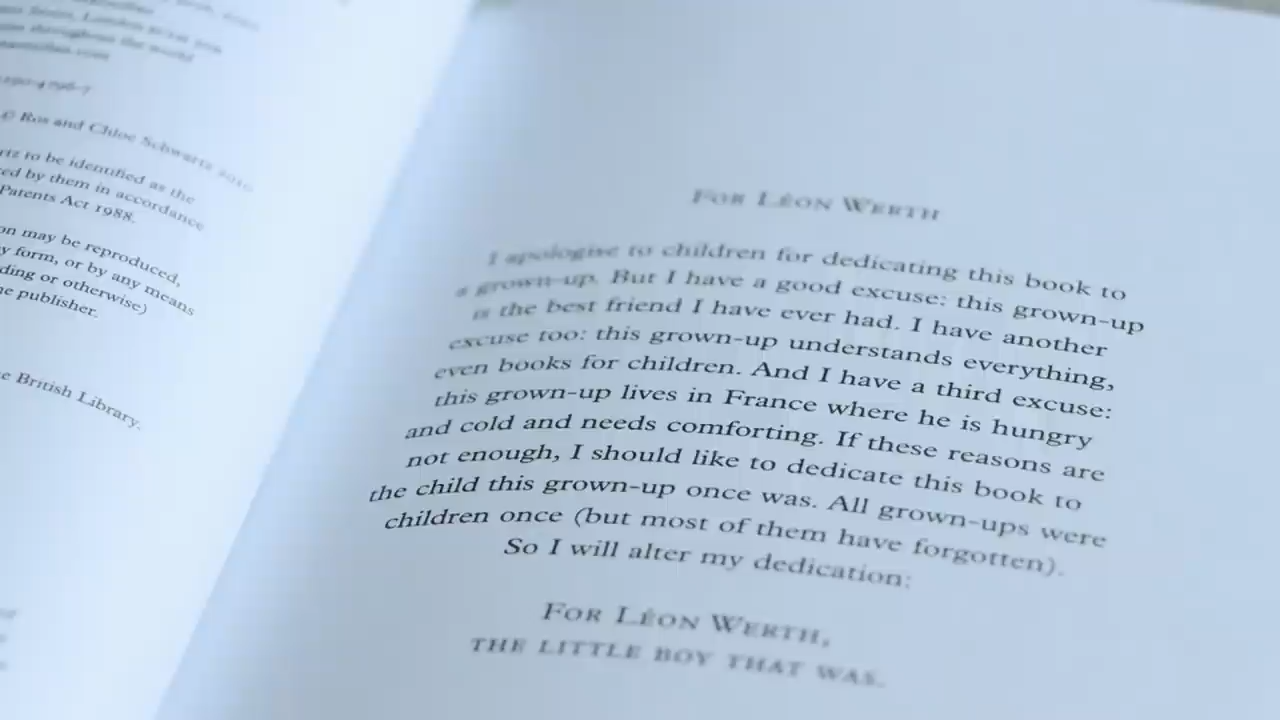 throughout the world
© Ros and Chloe Schwartz 2010
to be identified as the
by them in accordance
Patents Act 1988.
may be reproduced,
form, or by any means
or otherwise)
publisher.
British Library.
FOR LÉON WERTH
I apologise to children for dedicating this book to
a grown-up. But I have a good excuse: this grown-up
is the best friend I have ever had. I have another
excuse too: this grown-up understands everything,
even books for children. And I have a third excuse:
this grown-up lives in France where he is hungry
and cold and needs comforting. If these reasons are
not enough, I should like to dedicate this book to
the child this grown-up once was. All grown-ups were
children once (but most of them have forgotten).
So I will alter my dedication:
FOR LÉON WERTH,
THE LITTLE BOY THAT WAS.